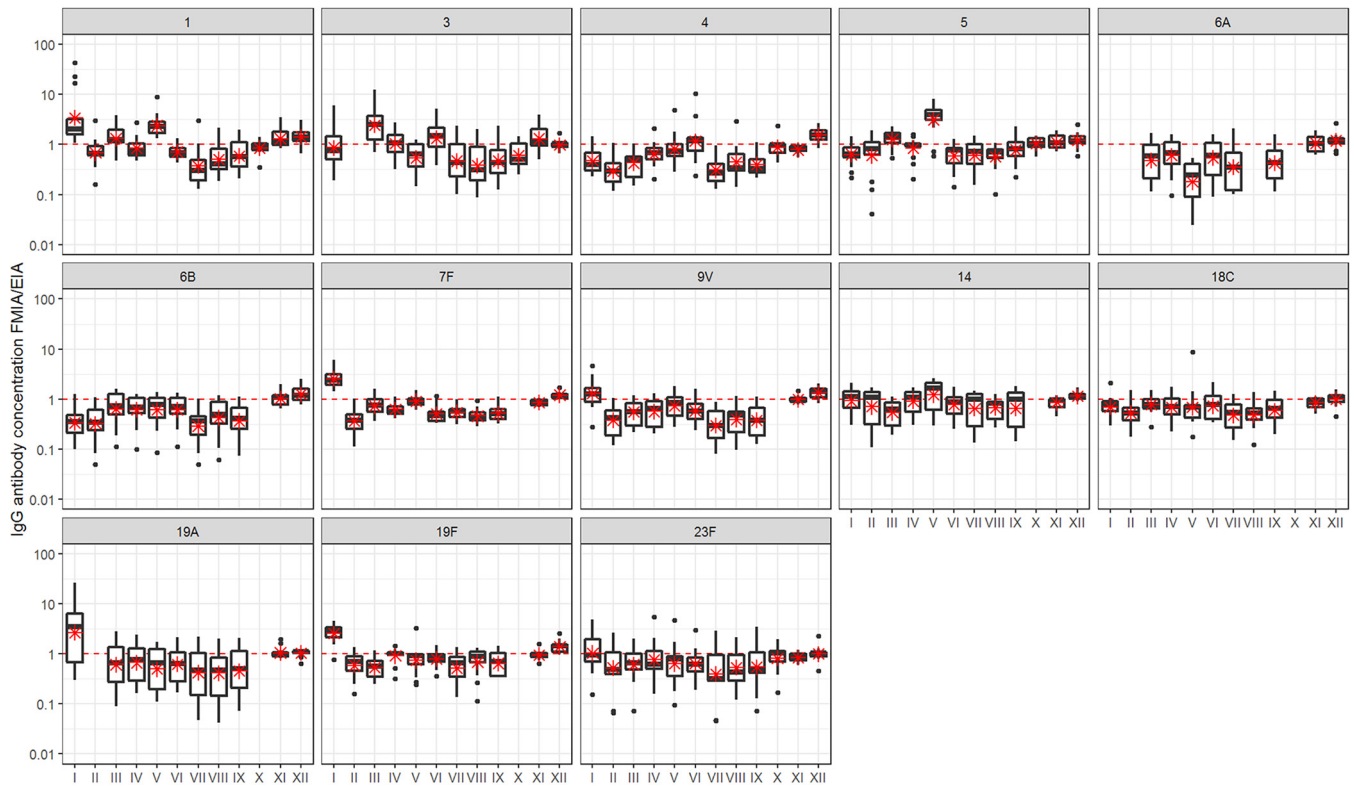 IgG antibody concentration FMIA/EIA
1 3 4 5 6A
100
10
1
0.1
0.01
6B 7F 9V 14 18C
100
10
1
0.1
0.01
I II III IV V VI VII VIII IX X XI XII I II III IV V VI VII VIII IX X XI XII
19A 19F 23F
100
10
1
0.1
0.01
I II III IV V VI VII VIII IX X XI XII I II III IV V VI VII VIII IX X XI XII I II III IV V VI VII VIII IX X XI XII